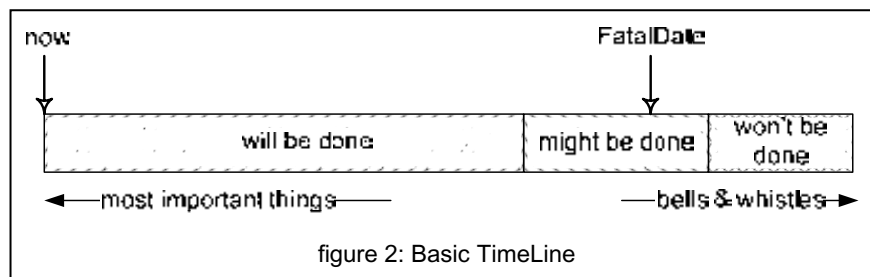 now FatalDate
will be done might be done won't be
done
most important things bells & whistles
figure 2: Basic TimeLine